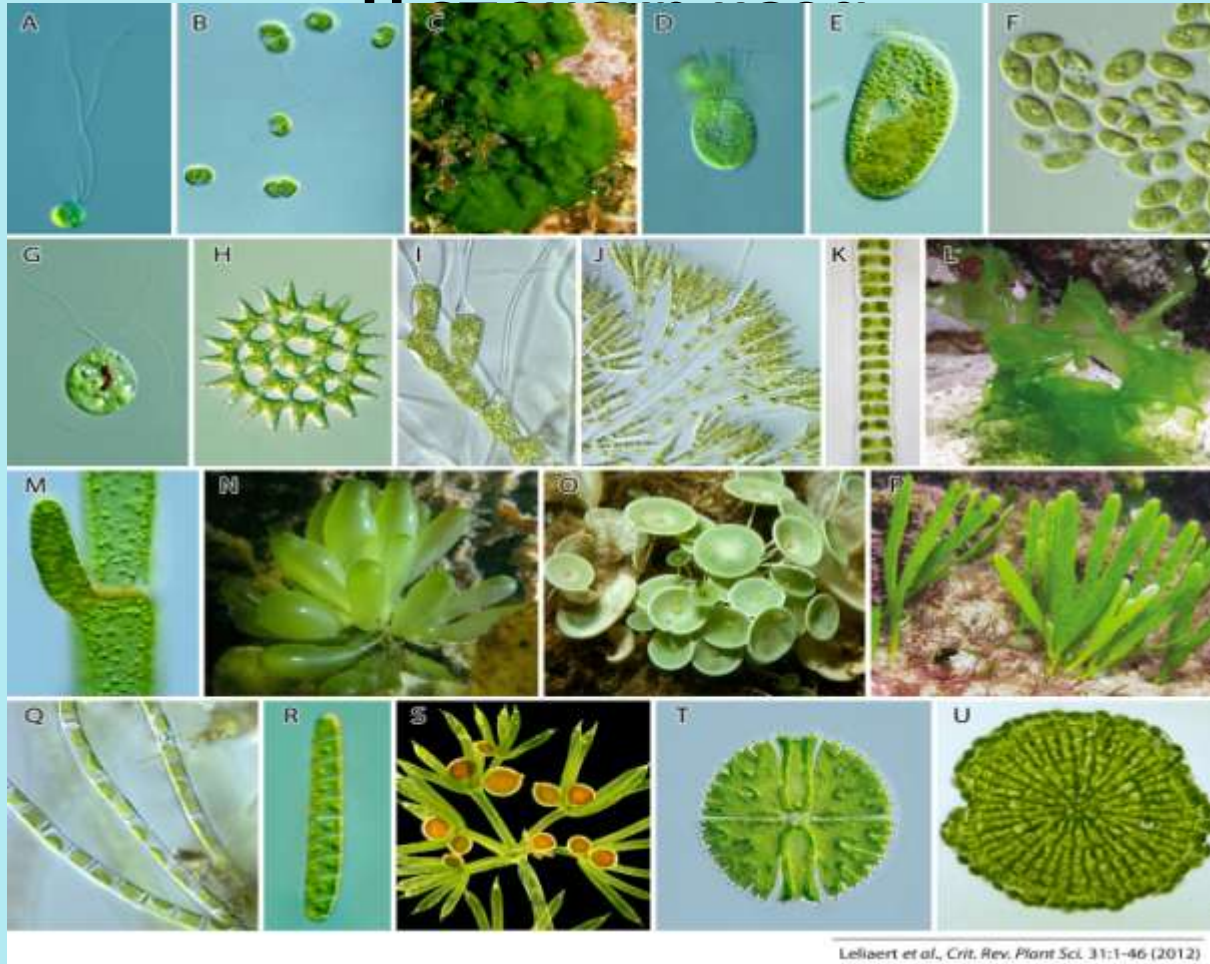 A B C D E F
G H I J K L
M N O P
Q R S T U
Leliaert et al., Crit. Rev. Plant Sci. 31:1-46 (2012)